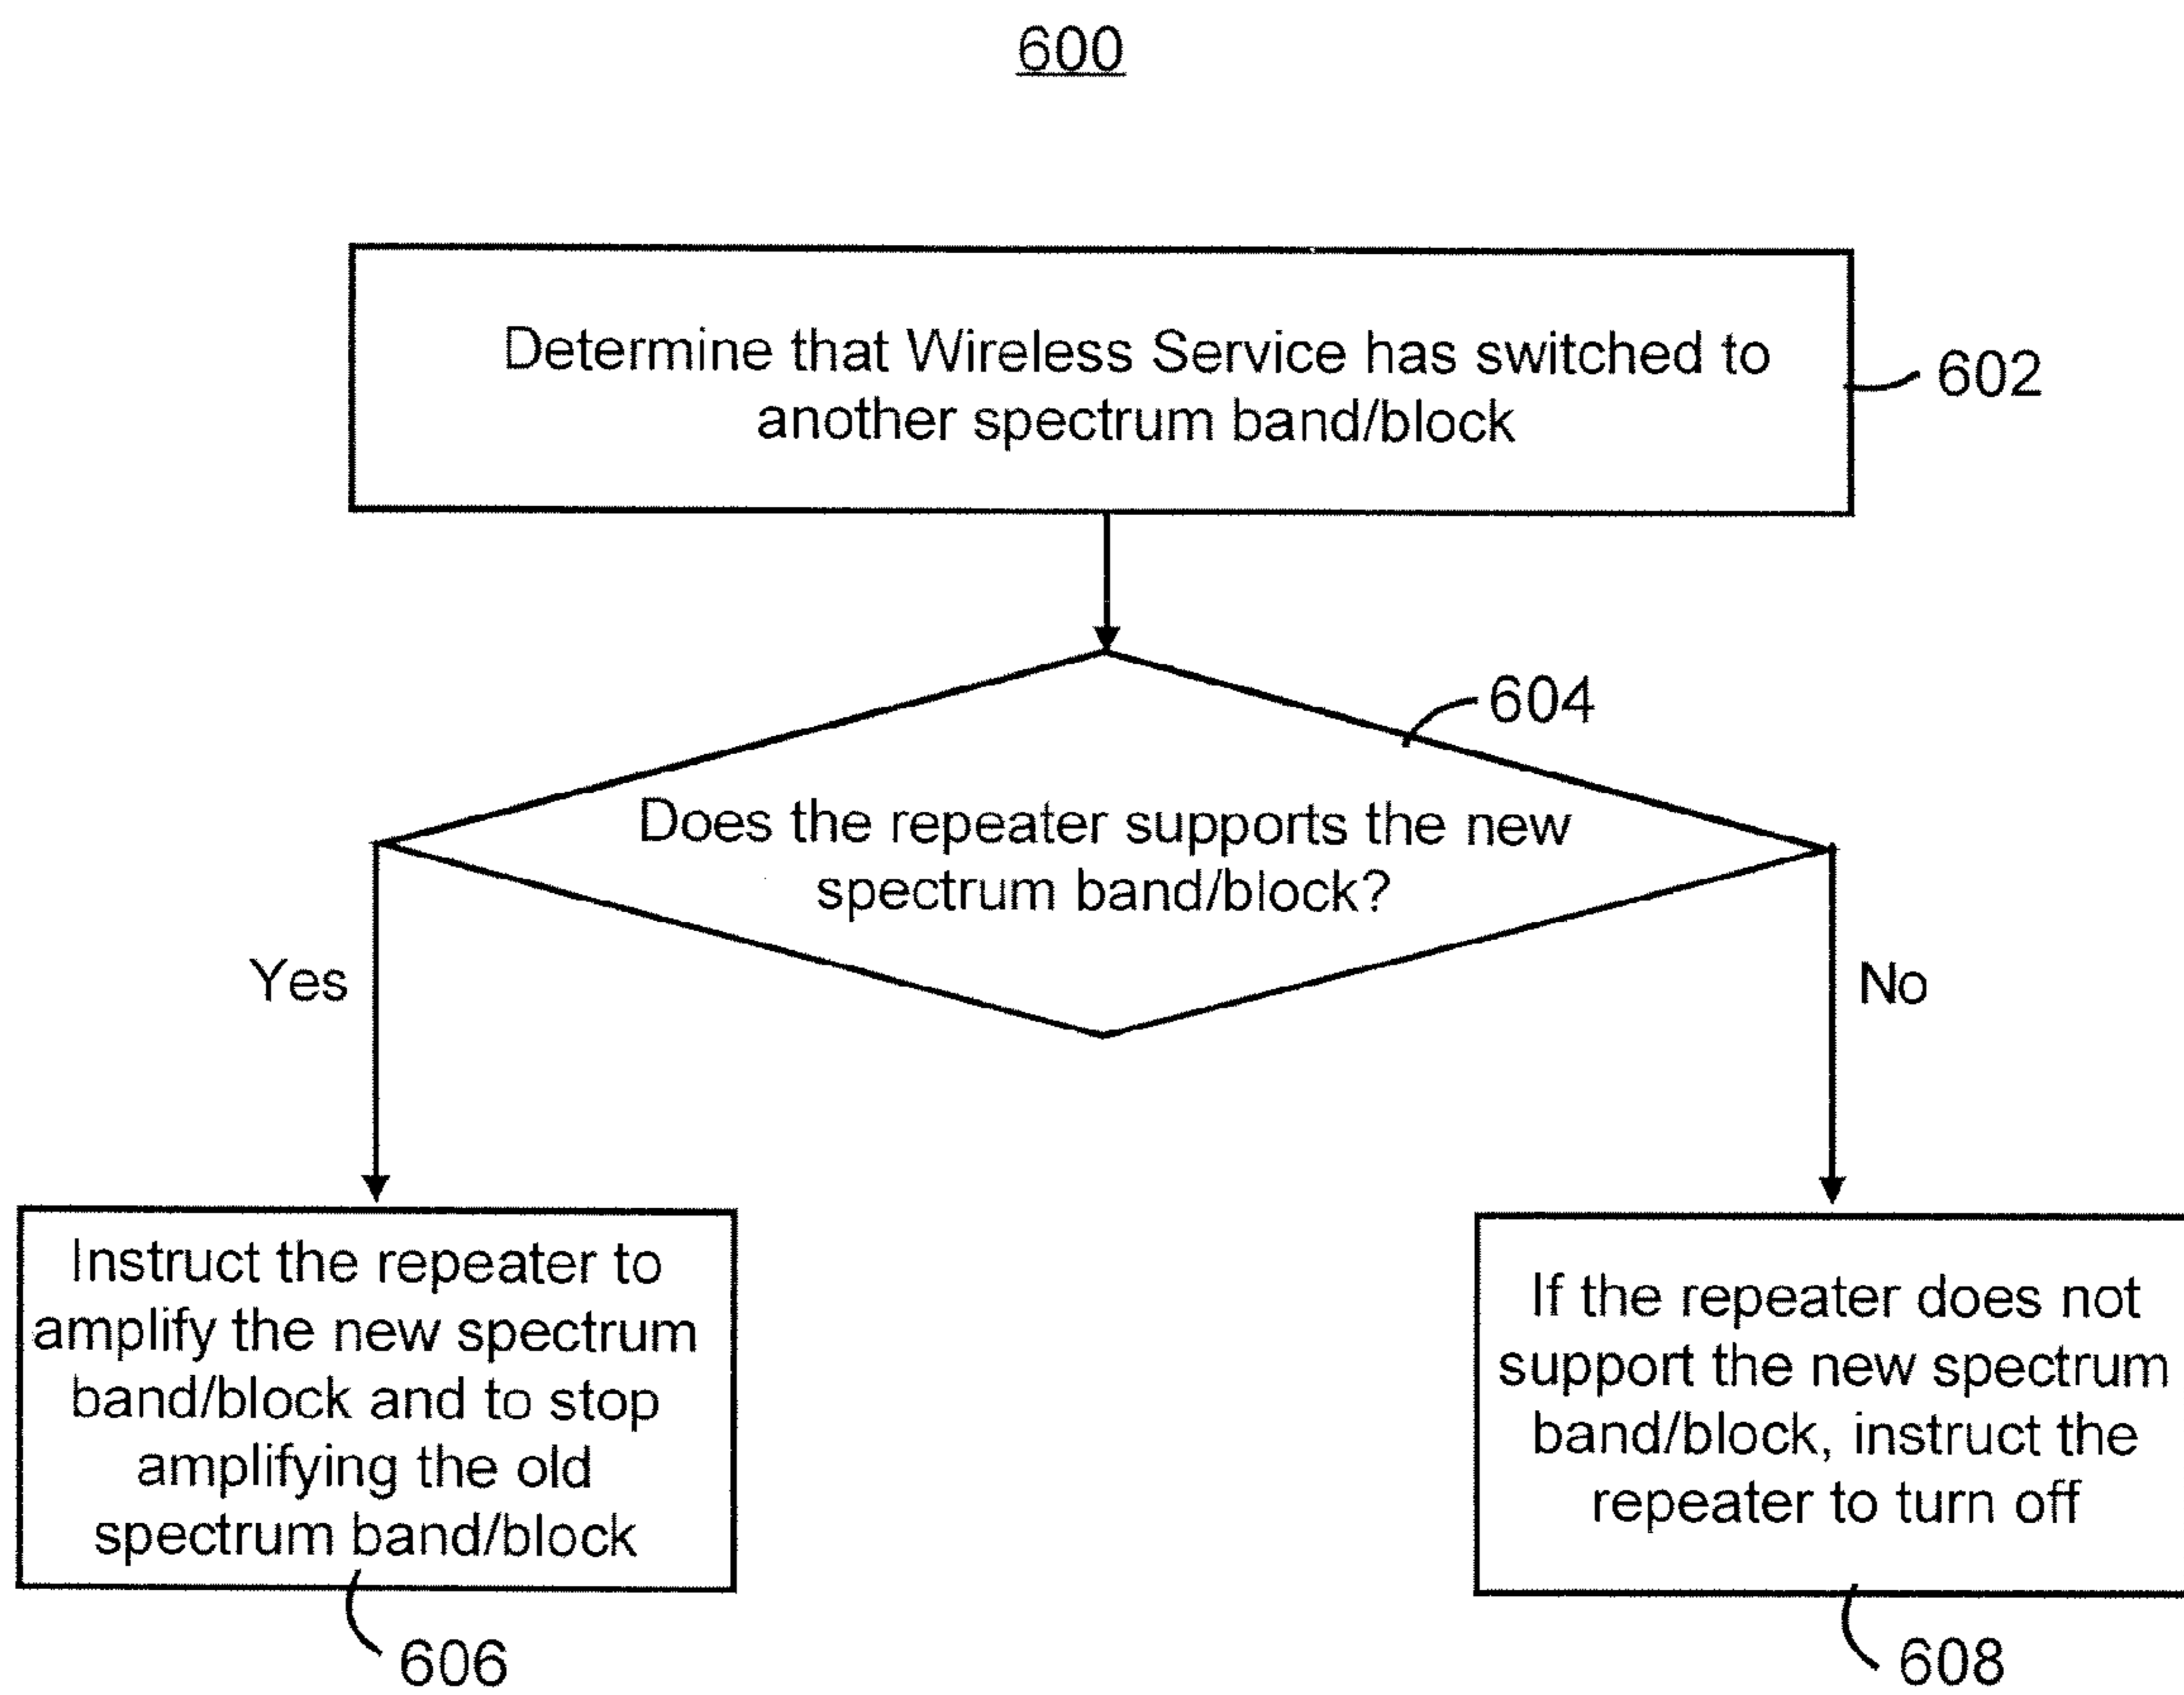 600
Determine that Wireless Service has switched to
another spectrum band/block
602
604
Does the repeater supports the new
spectrum band/block?
Yes
No
Instruct the repeater to
amplify the new spectrum
band/block and to stop
amplifying the old
spectrum band/block
If the repeater does not
support the new spectrum
band/block, instruct the
repeater to turn off
606
608